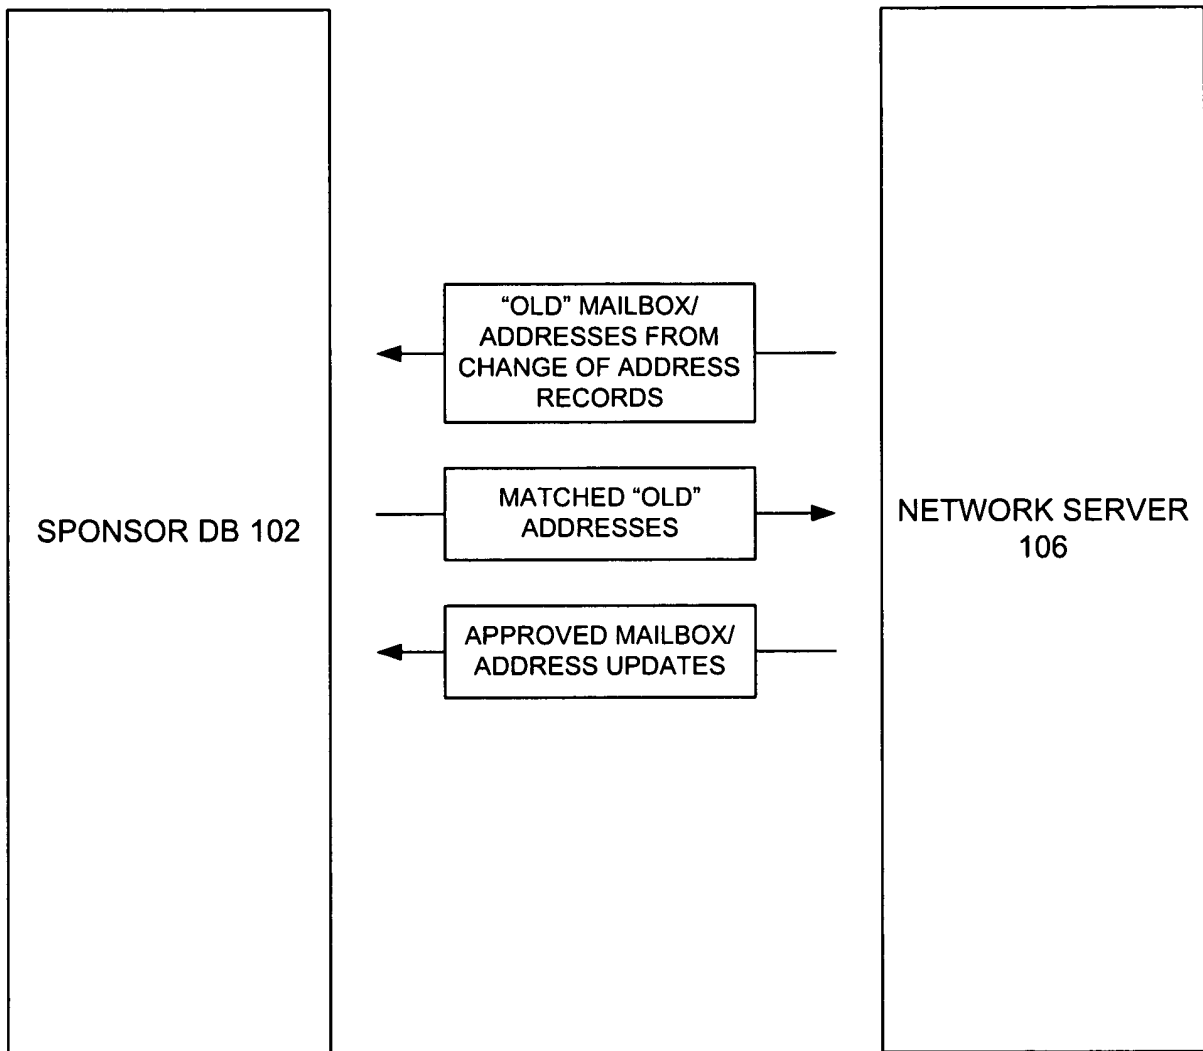 “OLD” MAILBOX/
ADDRESSES FROM
CHANGE OF ADDRESS
RECORDS
SPONSOR DB 102
MATCHED “OLD”
ADDRESSES
NETWORK SERVER
106
APPROVED MAILBOX/
ADDRESS UPDATES